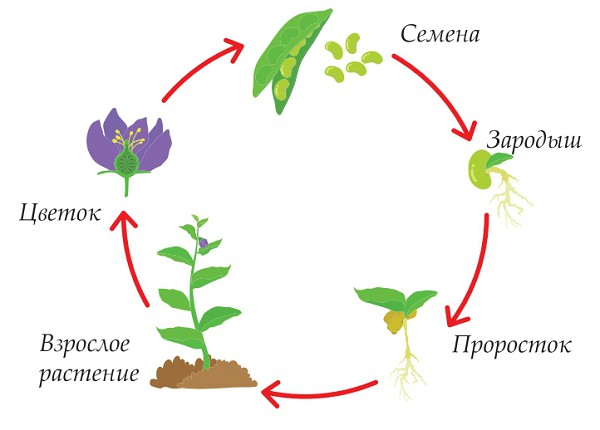 Семена
Зародыш
Проросток
Взрослое
растение
Цветок